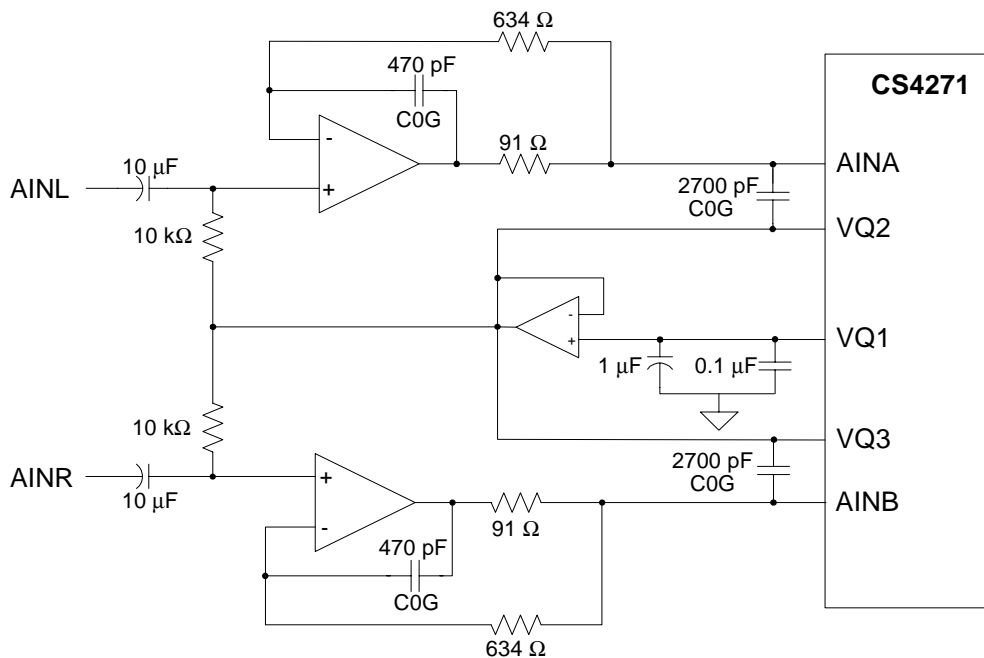 634 Ω
470 pF
C0G
CS4271
-
91 Ω
10 µF
AINL
+
AINA
2700 pF
C0G
10 kΩ
VQ2
-
+
VQ1
1 µF
0.1 µF
10 kΩ
VQ3
2700 pF
C0G
AINR
+
10 µF
AINB
-
91 Ω
470 pF
C0G
634 Ω